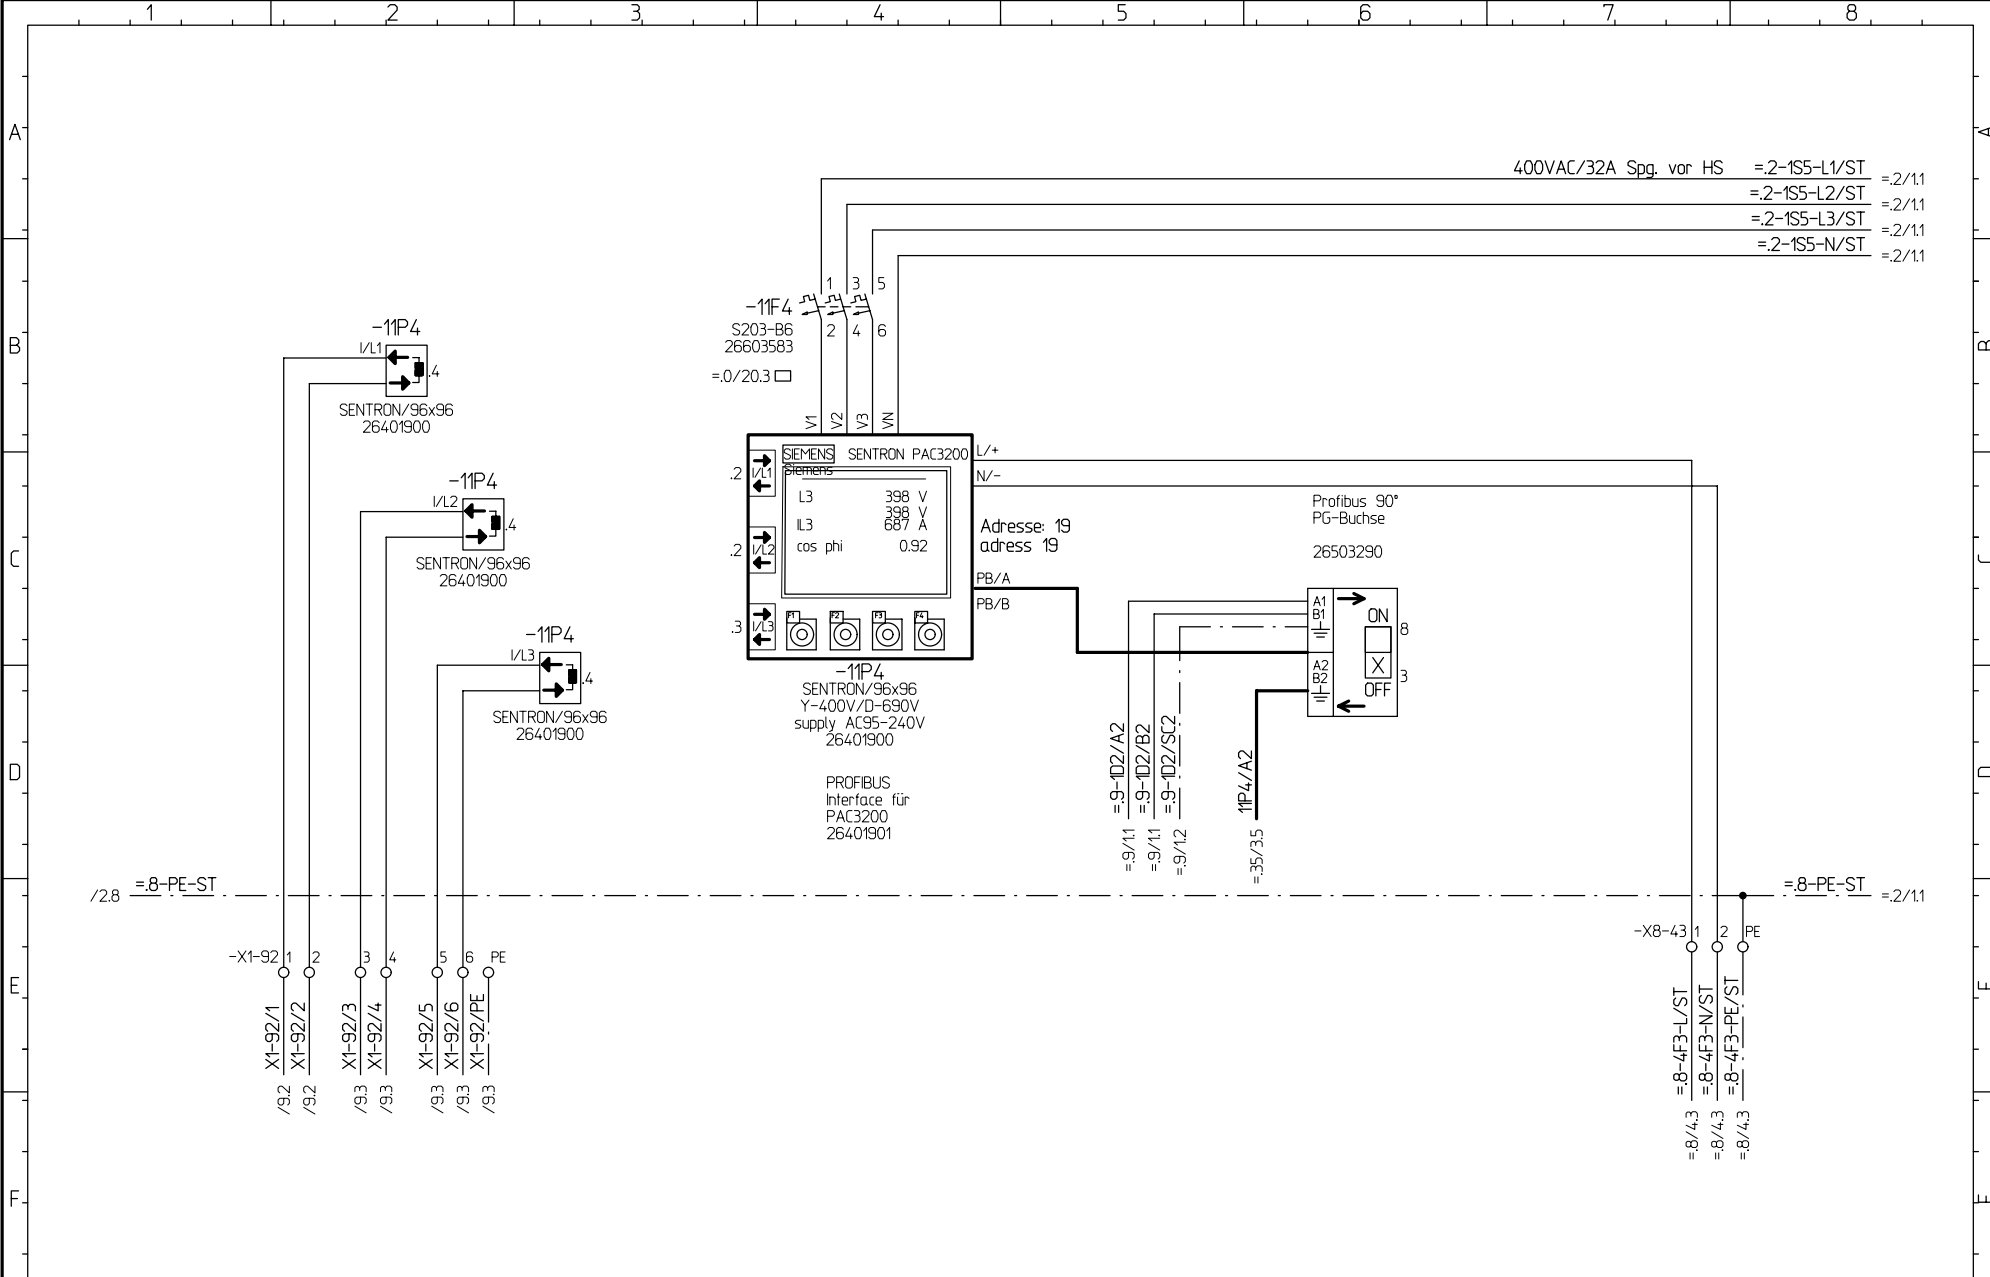 1 2 3 4 5 6 7 8
A
A
400VAC/32A Spg. vor HS =.2-1S5-L1/ST =.2/1.1
=.2-1S5-L2/ST =.2/1.1
=.2-1S5-L3/ST =.2/1.1
=.2-1S5-N/ST =.2/1.1
B
B
-11F4
1 3 5
2 4 6
S203-B6
26603583
=.0/20.3
-11P4
I/L1
.4
SENTRON/96x96
26401900
-11P4
I/L2
.4
SENTRON/96x96
26401900
-11P4
I/L3
.4
SENTRON/96x96
26401900
V1 V2 V3 VN
SIEMENS SENTRON PAC3200
Siemens
L3 398 V
398 V
IL3 687 A
cos phi 0.92
.2 I/L1
.2 I/L2
.3 I/L3
F1 F2 F3 F4
L/+
N/-
Adresse: 19
adress 19
PB/A
PB/B
-11P4
SENTRON/96x96
Y-400V/D-690V
supply AC95-240V
26401900
PROFIBUS
Interface für
PAC3200
26401901
C
C
Profibus 90°
PG-Buchse
26503290
A1
B1
A2
B2
ON
X
OFF
8
3
=.9-1D2/A2
=.9-1D2/B2
=.9-1D2/SC2
11P4/A2
=.9/1.1
=.9/1.1
=.9/1.2
=.35/3.5
D
D
/2.8 =.8-PE-ST
=.8-PE-ST =.2/1.1
E
E
-X1-92 1 2 3 4 5 6 PE
X1-92/1
X1-92/2
X1-92/3
X1-92/4
X1-92/5
X1-92/6
X1-92/PE
/9.2
/9.2
/9.3
/9.3
/9.3
/9.3
/9.3
-X8-43 1 2 PE
=.8-4F3-L/ST
=.8-4F3-N/ST
=.8-4F3-PE/ST
=.8/4.3
=.8/4.3
=.8/4.3
F
F